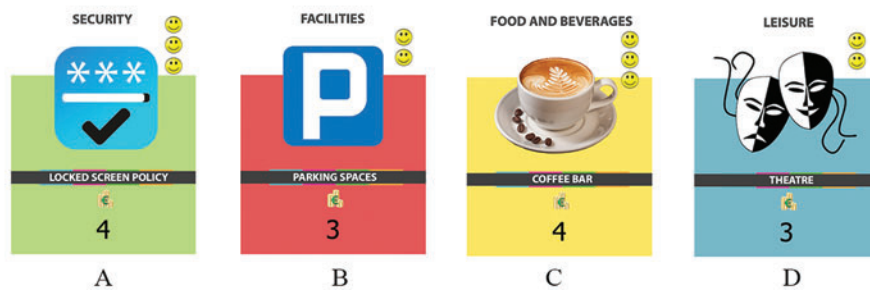 SECURITY
FACILITIES
FOOD AND BEVERAGES
LEISURE
***
P
LOCKED SCREEN POLICY
PARKING SPACES
COFFEE BAR
THEATRE
€
€
€
€
4
3
4
3
A
B
C
D